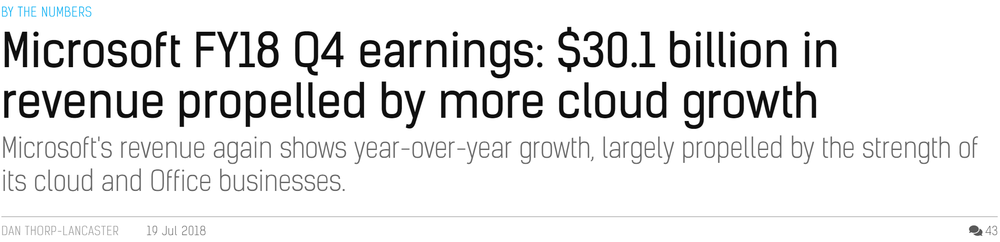 BY THE NUMBERS
Microsoft FY18 Q4 earnings: $30.1 billion in
revenue propelled by more cloud growth
Microsoft's revenue again shows year-over-year growth, largely propelled by the strength of
its cloud and Office businesses.
DAN THORP-LANCASTER 19 Jul 2018 43